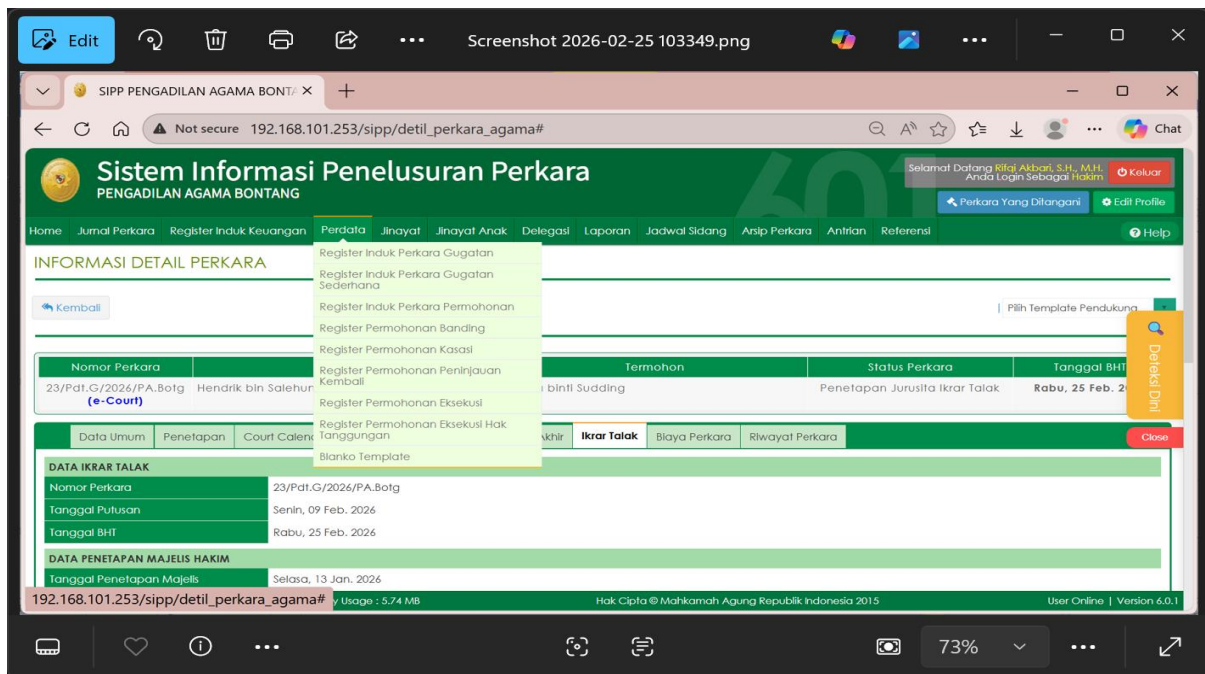 Edit
Screenshot 2026-02-25 103349.png
73%
SIPP PENGADILAN AGAMA BONTA
Not secure 192.168.101.253/sipp/detil_perkara_agama#
Chat
Sistem Informasi Penelusuran Perkara
PENGADILAN AGAMA BONTANG
Selamat Datang Rifqi Akbari, S.H., M.H.
Anda Login Sebagai Hakim
Keluar
Perkara Yang Ditangani
Edit Profile
Home Jurnal Perkara Register Induk Keuangan Perdata Jinayat Jinayat Anak Delegasi Laporan Jadwal Sidang Arsip Perkara Antrian Referensi Help
INFORMASI DETAIL PERKARA
Register Induk Perkara Gugatan
Register Induk Perkara Gugatan
Sederhana
Register Induk Perkara Permohonan
Register Permohonan Banding
Register Permohonan Kasasi
Register Permohonan Peninjauan
Kembali
Register Permohonan Eksekusi
Register Permohonan Eksekusi Hak
Tanggungan
Blanko Template
Kembali
Pilih Template Pendukung
Deteksi Dini
Close
Nomor Perkara Termohon Status Perkara Tanggal BHT
23/Pdt.G/2026/PA.Botg Hendrik bin Salehun binti Sudding Penetapan Jurusita Ikrar Talak Rabu, 25 Feb. 2
(e-Court)
Data Umum Penetapan Court Calend Akhir Ikrar Talak Biaya Perkara Riwayat Perkara
DATA IKRAR TALAK
Nomor Perkara 23/Pdt.G/2026/PA.Botg
Tanggal Putusan Senin, 09 Feb. 2026
Tanggal BHT Rabu, 25 Feb. 2026
DATA PENETAPAN MAJELIS HAKIM
Tanggal Penetapan Majelis Selasa, 13 Jan. 2026
192.168.101.253/sipp/detil_perkara_agama# y Usage : 5.74 MB Hak Cipta © Mahkamah Agung Republik Indonesia 2015 User Online | Version 6.0.1